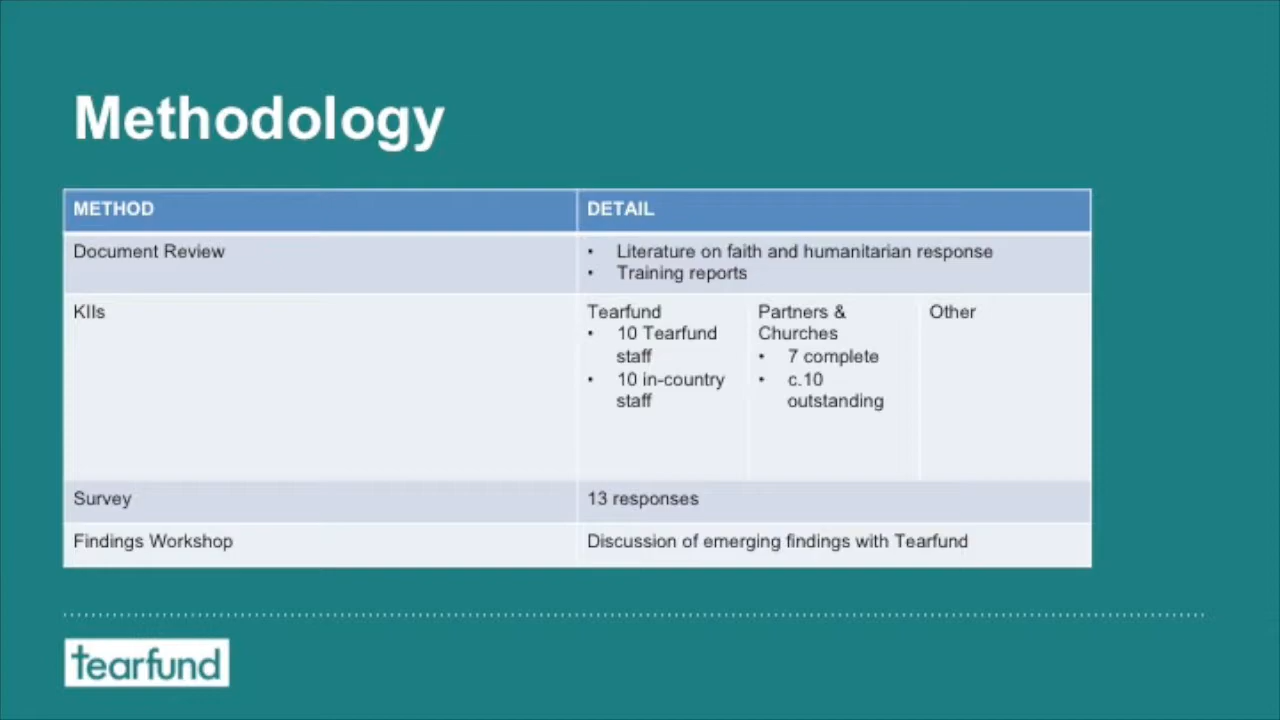 Methodology
METHOD
DETAIL
Document Review
• Literature on faith and humanitarian response
• Training reports
KIIs
Tearfund
• 10 Tearfund
staff
• 10 in-country
staff
Partners &
Churches
• 7 complete
• c.10
outstanding
Other
Survey
13 responses
Findings Workshop
Discussion of emerging findings with Tearfund
tearfund